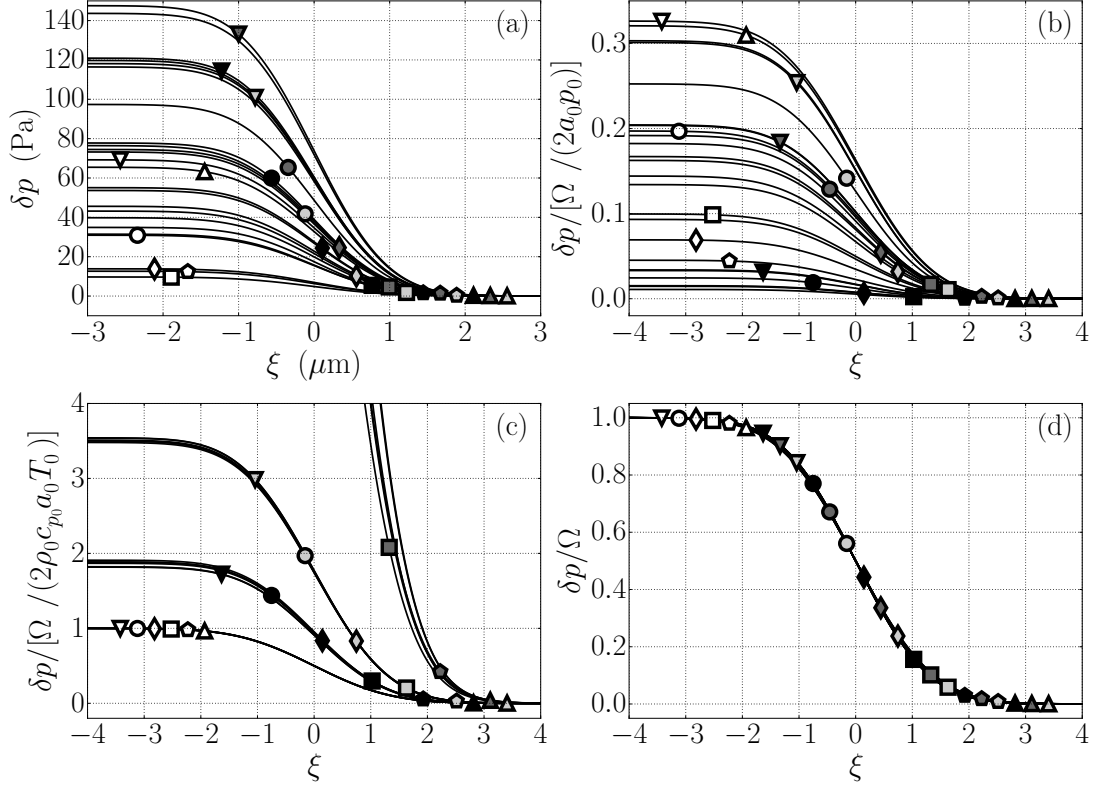 (a)
140
120
100
80
60
40
20
0
δp (Pa)
−3 −2 −1 0 1 2 3
ξ (μm)
(b)
0.3
0.2
0.1
0.0
δp/[Ω /(2a₀p₀)]
−4 −3 −2 −1 0 1 2 3 4
ξ
(c)
4
3
2
1
0
δp/[Ω /(2ρ₀cₚ₀a₀T₀)]
−4 −3 −2 −1 0 1 2 3 4
ξ
(d)
1.0
0.8
0.6
0.4
0.2
0.0
δp/Ω
−4 −3 −2 −1 0 1 2 3 4
ξ